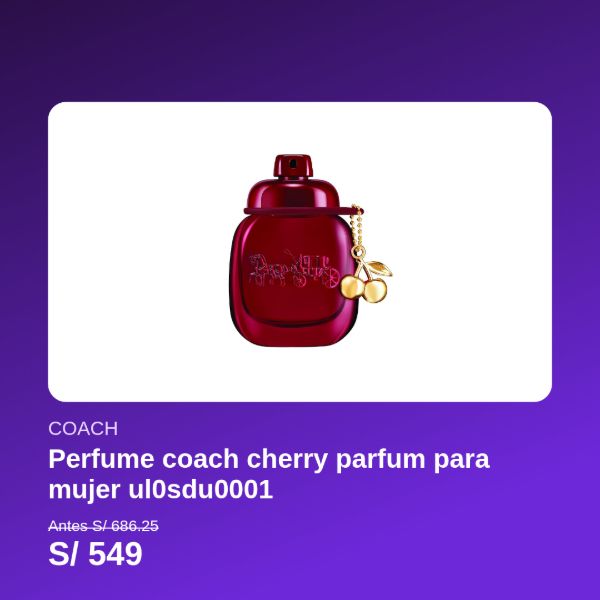 COACH
Perfume coach cherry parfum para
mujer ul0sdu0001
Antes S/ 686.25
S/ 549